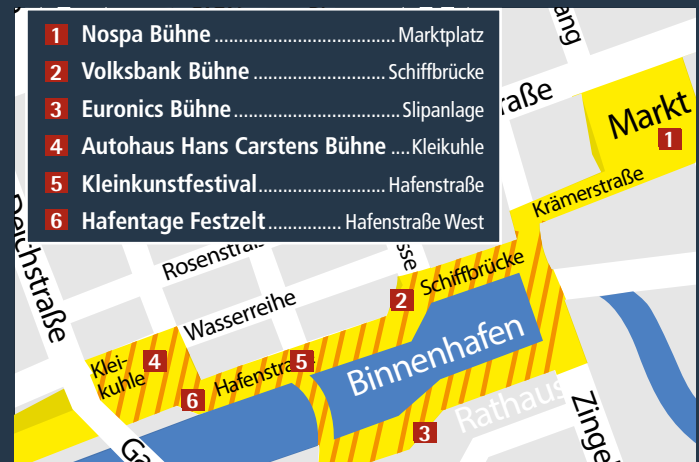 1 Nospa Bühne ................................ Marktplatz
2 Volksbank Bühne ....................... Schiffbrücke
3 Euronics Bühne ............................. Slipanlage
4 Autohaus Hans Carstens Bühne .... Kleikuhle
5 Kleinkunstfestival ....................... Hafenstraße
6 Hafentage Festzelt ............... Hafenstraße West
Markt
1
Krämerstraße
Schiffbrücke
2
Wasserreihe
Klei-
kuhle
4
5
6
Binnenhafen
3
Rathaus